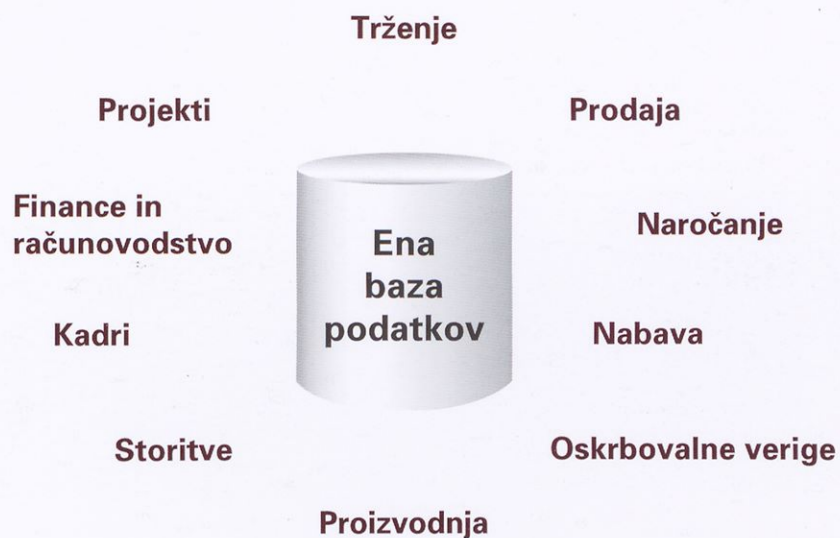 Trženje
Projekti
Prodaja
Finance in
računovodstvo
Naročanje
Ena
baza
podatkov
Kadri
Nabava
Storitve
Oskrbovalne verige
Proizvodnja